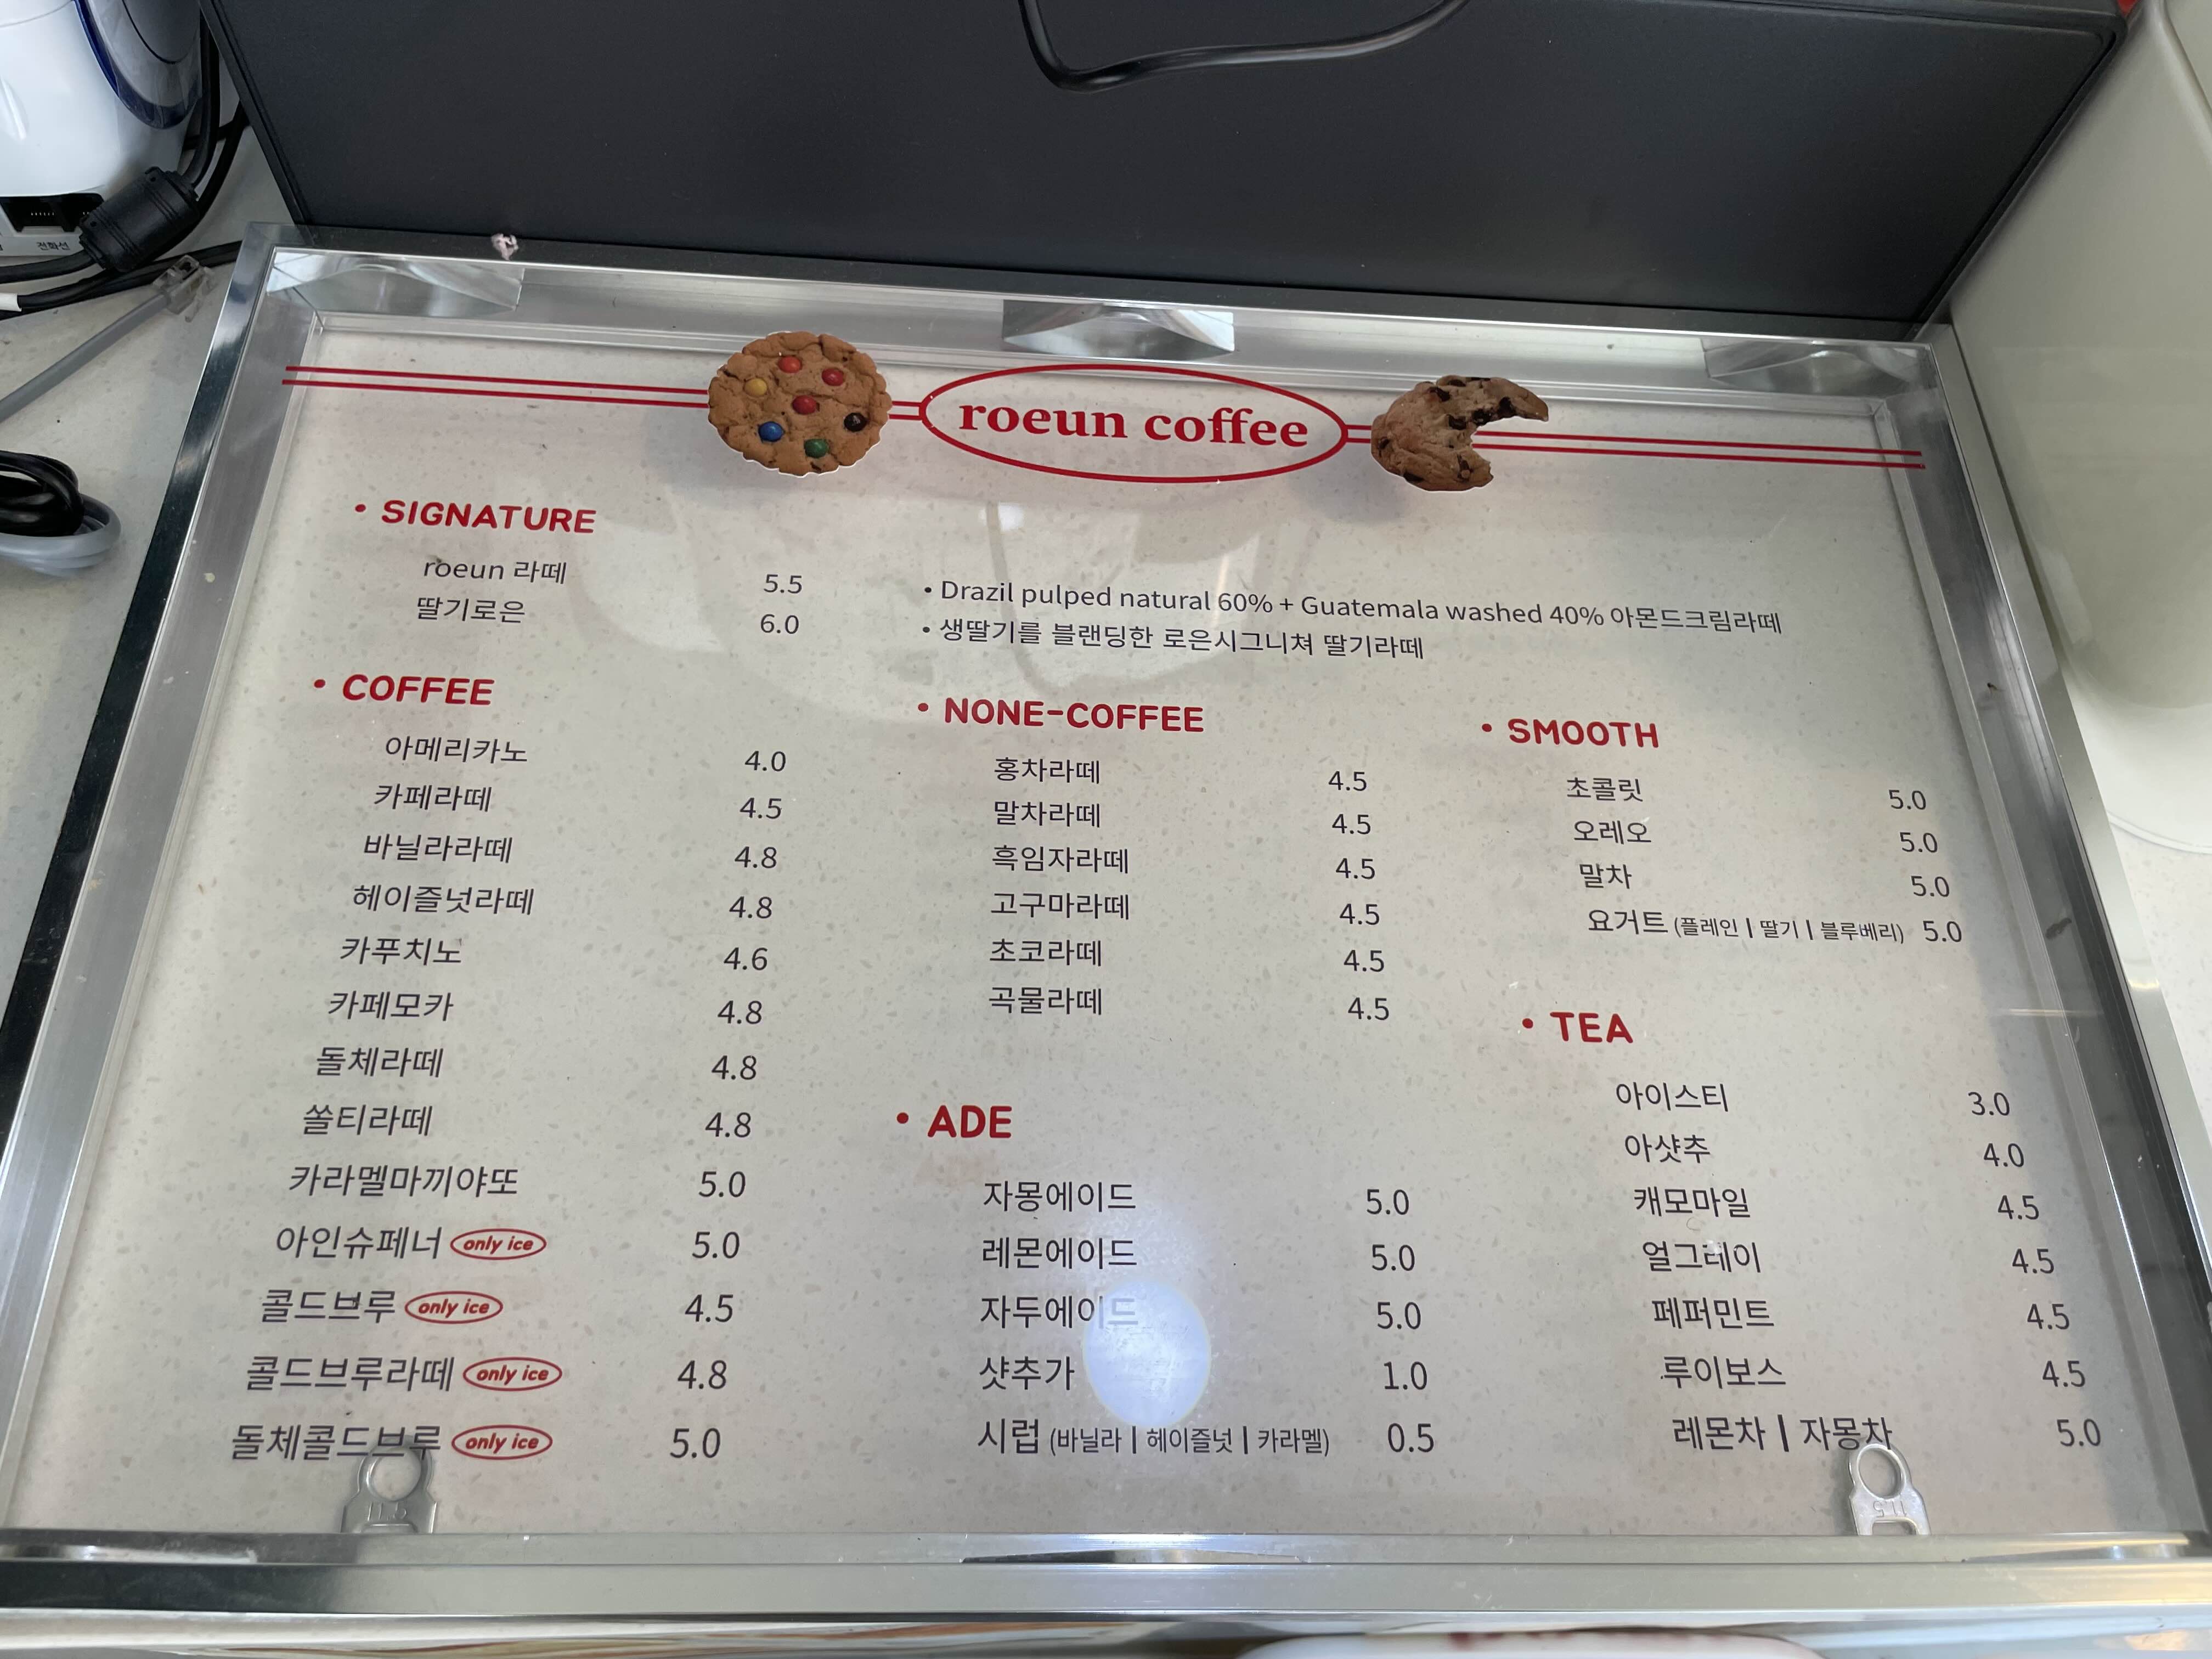 전화선
roeun coffee
• SIGNATURE
roeun 라떼 5.5 • Drazil pulped natural 60% + Guatemala washed 40% 아몬드크림라떼
딸기로은 6.0 • 생딸기를 블랜딩한 로은시그니쳐 딸기라떼
• COFFEE
아메리카노 4.0
카페라떼 4.5
바닐라라떼 4.8
헤이즐넛라떼 4.8
카푸치노 4.6
카페모카 4.8
돌체라떼 4.8
쏠티라떼 4.8
카라멜마끼야또 5.0
아인슈페너 only ice 5.0
콜드브루 only ice 4.5
콜드브루라떼 only ice 4.8
돌체콜드브루 only ice 5.0
• NONE-COFFEE
홍차라떼 4.5
말차라떼 4.5
흑임자라떼 4.5
고구마라떼 4.5
초코라떼 4.5
곡물라떼 4.5
• ADE
자몽에이드 5.0
레몬에이드 5.0
자두에이드 5.0
샷추가 1.0
시럽 (바닐라 | 헤이즐넛 | 카라멜) 0.5
• SMOOTH
초콜릿 5.0
오레오 5.0
말차 5.0
요거트 (플레인 | 딸기 | 블루베리) 5.0
• TEA
아이스티 3.0
아샷추 4.0
캐모마일 4.5
얼그레이 4.5
페퍼민트 4.5
루이보스 4.5
레몬차 | 자몽차 5.0
11.5
11.5